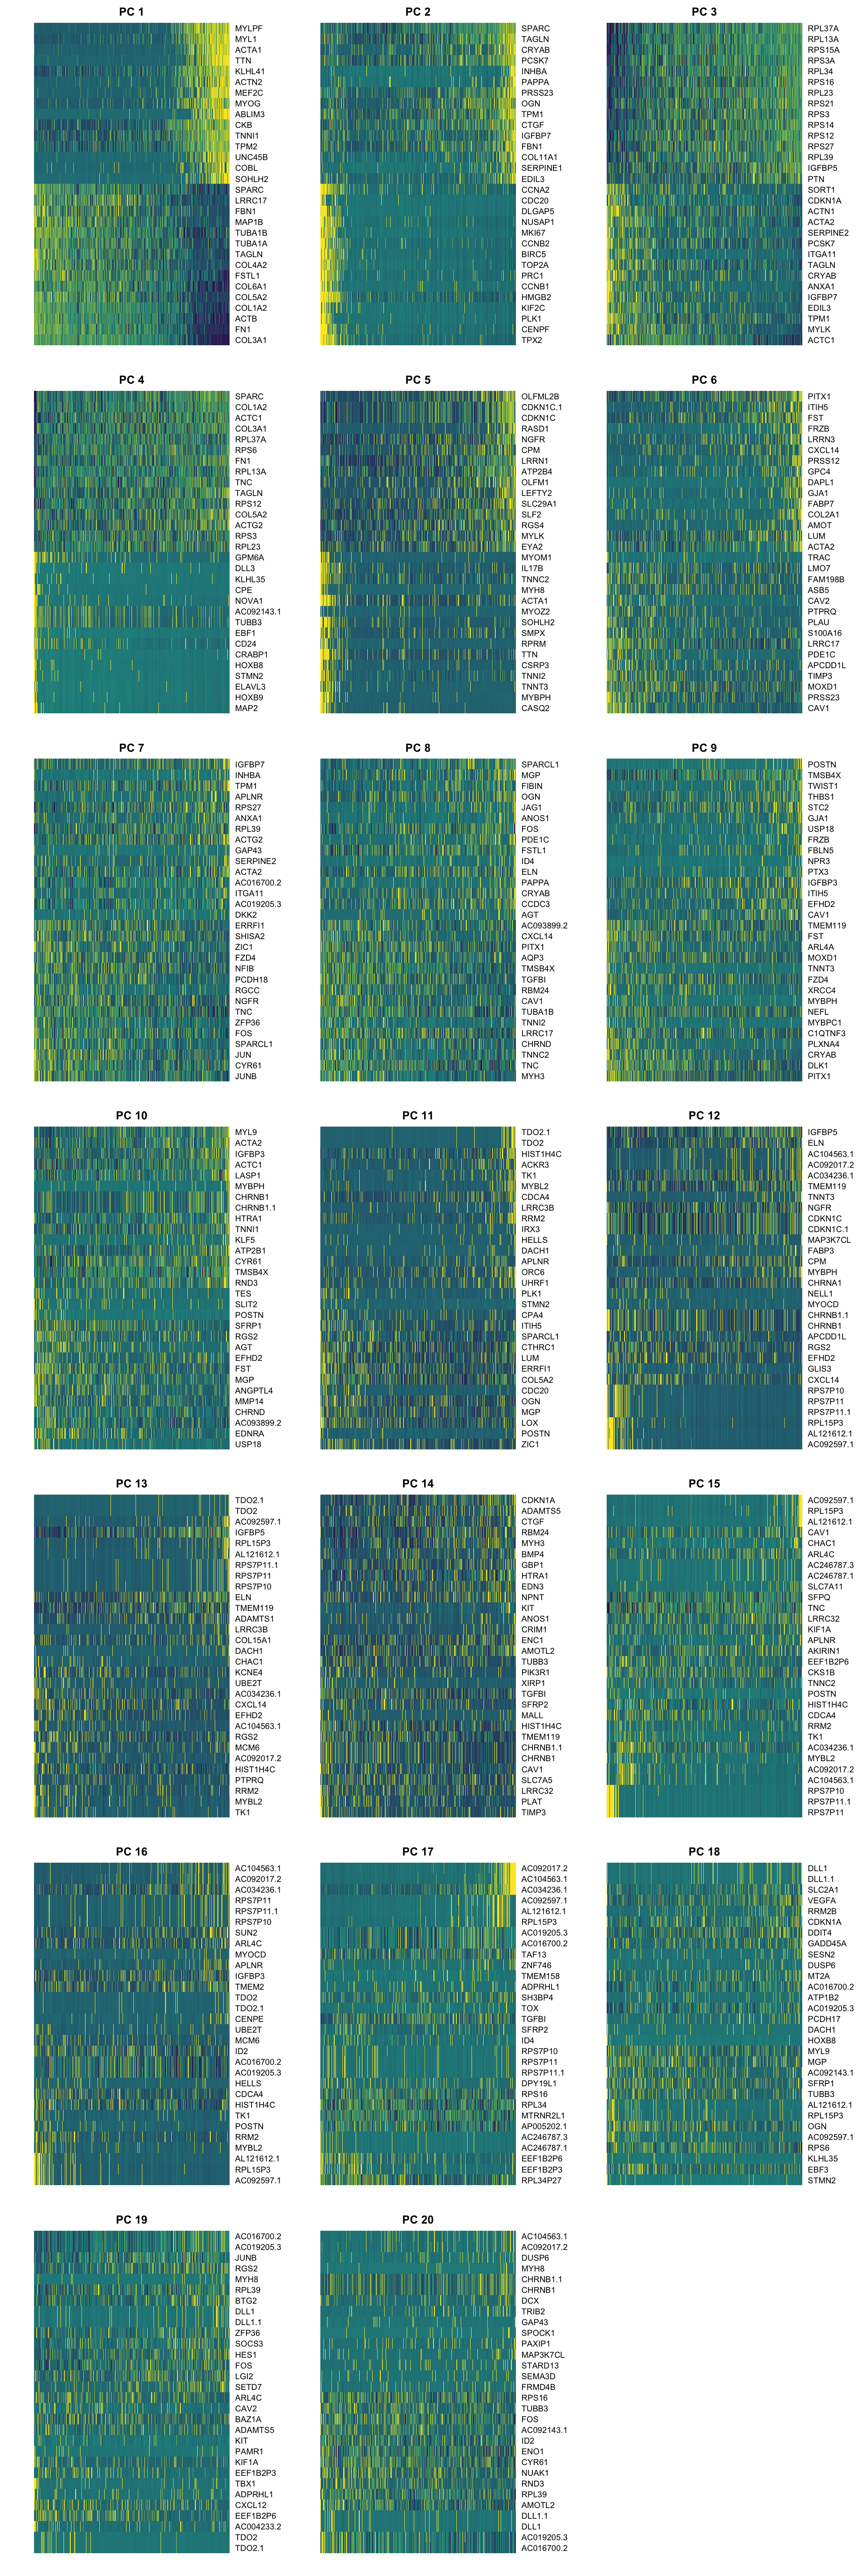 PC 1
MYLPF
MYL1
ACTA1
TTN
KLHL41
ACTN2
MEF2C
MYOG
ABLIM3
CKB
TNNI1
TPM2
UNC45B
COBL
SOHLH2
SPARC
LRRC17
FBN1
MAP1B
TUBA1B
TUBA1A
TAGLN
COL4A2
FSTL1
COL6A1
COL5A2
COL1A2
ACTB
FN1
COL3A1
PC 2
SPARC
TAGLN
CRYAB
PCSK7
INHBA
PAPPA
PRSS23
OGN
TPM1
CTGF
IGFBP7
FBN1
COL11A1
SERPINE1
EDIL3
CCNA2
CDC20
DLGAP5
NUSAP1
MKI67
CCNB2
BIRC5
TOP2A
PRC1
CCNB1
HMGB2
KIF2C
PLK1
CENPF
TPX2
PC 3
RPL37A
RPL13A
RPS15A
RPS3A
RPL34
RPS16
RPL23
RPS21
RPS3
RPS14
RPS12
RPS27
RPL39
IGFBP5
PTN
SORT1
CDKN1A
ACTN1
ACTA2
SERPINE2
PCSK7
ITGA11
TAGLN
CRYAB
ANXA1
IGFBP7
EDIL3
TPM1
MYLK
ACTC1
PC 4
SPARC
COL1A2
ACTC1
COL3A1
RPL37A
RPS6
FN1
RPL13A
TNC
TAGLN
RPS12
COL5A2
ACTG2
RPS3
RPL23
GPM6A
DLL3
KLHL35
CPE
NOVA1
AC092143.1
TUBB3
EBF1
CD24
CRABP1
HOXB8
STMN2
ELAVL3
HOXB9
MAP2
PC 5
OLFML2B
CDKN1C.1
CDKN1C
RASD1
NGFR
CPM
LRRN1
ATP2B4
OLFM1
LEFTY2
SLC29A1
SLF2
RGS4
MYLK
EYA2
MYOM1
IL17B
TNNC2
MYH8
ACTA1
MYOZ2
SOHLH2
SMPX
RPRM
TTN
CSRP3
TNNI2
TNNT3
MYBPH
CASQ2
PC 6
PITX1
ITIH5
FST
FRZB
LRRN3
CXCL14
PRSS12
GPC4
DAPL1
GJA1
FABP7
COL2A1
AMOT
LUM
ACTA2
TRAC
LMO7
FAM198B
ASB5
CAV2
PTPRQ
PLAU
S100A16
LRRC17
PDE1C
APCDD1L
TIMP3
MOXD1
PRSS23
CAV1
PC 7
IGFBP7
INHBA
TPM1
APLNR
RPS27
ANXA1
RPL39
ACTG2
GAP43
SERPINE2
ACTA2
AC016700.2
ITGA11
AC019205.3
DKK2
ERRFI1
SHISA2
ZIC1
FZD4
NFIB
PCDH18
RGCC
NGFR
TNC
ZFP36
FOS
SPARCL1
JUN
CYR61
JUNB
PC 8
SPARCL1
MGP
FIBIN
OGN
JAG1
ANOS1
FOS
PDE1C
FSTL1
ID4
ELN
PAPPA
CRYAB
CCDC3
AGT
AC093899.2
CXCL14
PITX1
AQP3
TMSB4X
TGFBI
RBM24
CAV1
TUBA1B
TNNI2
LRRC17
CHRND
TNNC2
TNC
MYH3
PC 9
POSTN
TMSB4X
TWIST1
THBS1
STC2
GJA1
USP18
FRZB
FBLN5
NPR3
PTX3
IGFBP3
ITIH5
EFHD2
CAV1
TMEM119
FST
ARL4A
MOXD1
TNNT3
FZD4
XRCC4
MYBPH
NEFL
MYBPC1
C1QTNF3
PLXNA4
CRYAB
DLK1
PITX1
PC 10
MYL9
ACTA2
IGFBP3
ACTC1
LASP1
MYBPH
CHRNB1
CHRNB1.1
HTRA1
TNNI1
KLF5
ATP2B1
CYR61
TMSB4X
RND3
TES
SLIT2
POSTN
SFRP1
RGS2
AGT
EFHD2
FST
MGP
ANGPTL4
MMP14
CHRND
AC093899.2
EDNRA
USP18
PC 11
TDO2.1
TDO2
HIST1H4C
ACKR3
TK1
MYBL2
CDCA4
LRRC3B
RRM2
IRX3
HELLS
DACH1
APLNR
ORC6
UHRF1
PLK1
STMN2
CPA4
ITIH5
SPARCL1
CTHRC1
LUM
ERRFI1
COL5A2
CDC20
OGN
MGP
LOX
POSTN
ZIC1
PC 12
IGFBP5
ELN
AC104563.1
AC092017.2
AC034236.1
TMEM119
TNNT3
NGFR
CDKN1C
CDKN1C.1
MAP3K7CL
FABP3
CPM
MYBPH
CHRNA1
NELL1
MYOCD
CHRNB1.1
CHRNB1
APCDD1L
RGS2
EFHD2
GLIS3
CXCL14
RPS7P10
RPS7P11
RPS7P11.1
RPL15P3
AL121612.1
AC092597.1
PC 13
TDO2.1
TDO2
AC092597.1
IGFBP5
RPL15P3
AL121612.1
RPS7P11.1
RPS7P11
RPS7P10
ELN
TMEM119
ADAMTS1
LRRC3B
COL15A1
DACH1
CHAC1
KCNE4
UBE2T
AC034236.1
CXCL14
EFHD2
AC104563.1
RGS2
MCM6
AC092017.2
HIST1H4C
PTPRQ
RRM2
MYBL2
TK1
PC 14
CDKN1A
ADAMTS5
CTGF
RBM24
MYH3
BMP4
GBP1
HTRA1
EDN3
NPNT
KIT
ANOS1
CRIM1
ENC1
AMOTL2
TUBB3
PIK3R1
XIRP1
TGFBI
SFRP2
MALL
HIST1H4C
TMEM119
CHRNB1.1
CHRNB1
CAV1
SLC7A5
LRRC32
PLAT
TIMP3
PC 15
AC092597.1
RPL15P3
AL121612.1
CAV1
CHAC1
ARL4C
AC246787.3
AC246787.1
SLC7A11
SFPQ
TNC
LRRC32
KIF1A
APLNR
AKIRIN1
EEF1B2P6
CKS1B
TNNC2
POSTN
HIST1H4C
CDCA4
RRM2
TK1
AC034236.1
MYBL2
AC092017.2
AC104563.1
RPS7P10
RPS7P11.1
RPS7P11
PC 16
AC104563.1
AC092017.2
AC034236.1
RPS7P11
RPS7P11.1
RPS7P10
SUN2
ARL4C
MYOCD
APLNR
IGFBP3
TMEM2
TDO2
TDO2.1
CENPE
UBE2T
MCM6
ID2
AC016700.2
AC019205.3
HELLS
CDCA4
HIST1H4C
TK1
POSTN
RRM2
MYBL2
AL121612.1
RPL15P3
AC092597.1
PC 17
AC092017.2
AC104563.1
AC034236.1
AC092597.1
AL121612.1
RPL15P3
AC019205.3
AC016700.2
TAF13
ZNF746
TMEM158
ADPRHL1
SH3BP4
TOX
TGFBI
SFRP2
ID4
RPS7P10
RPS7P11
RPS7P11.1
DPY19L1
RPS16
RPL34
MTRNR2L1
AP005202.1
AC246787.3
AC246787.1
EEF1B2P6
EEF1B2P3
RPL34P27
PC 18
DLL1
DLL1.1
SLC2A1
VEGFA
RRM2B
CDKN1A
DDIT4
GADD45A
SESN2
DUSP6
MT2A
AC016700.2
ATP1B2
AC019205.3
PCDH17
DACH1
HOXB8
MYL9
MGP
AC092143.1
SFRP1
TUBB3
AL121612.1
RPL15P3
OGN
AC092597.1
RPS6
KLHL35
EBF3
STMN2
PC 19
AC016700.2
AC019205.3
JUNB
RGS2
MYH8
RPL39
BTG2
DLL1
DLL1.1
ZFP36
SOCS3
HES1
FOS
LGI2
SETD7
ARL4C
CAV2
BAZ1A
ADAMTS5
KIT
PAMR1
KIF1A
EEF1B2P3
TBX1
ADPRHL1
CXCL12
EEF1B2P6
AC004233.2
TDO2
TDO2.1
PC 20
AC104563.1
AC092017.2
DUSP6
MYH8
CHRNB1.1
CHRNB1
DCX
TRIB2
GAP43
SPOCK1
PAXIP1
MAP3K7CL
STARD13
SEMA3D
FRMD4B
RPS16
TUBB3
FOS
AC092143.1
ID2
ENO1
CYR61
NUAK1
RND3
RPL39
AMOTL2
DLL1.1
DLL1
AC019205.3
AC016700.2